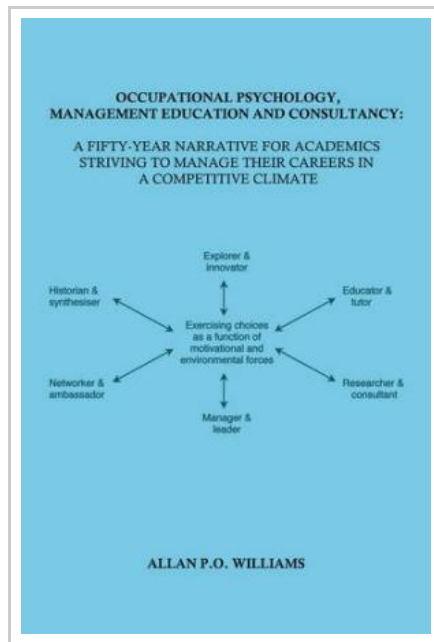 OCCUPATIONAL PSYCHOLOGY,
MANAGEMENT EDUCATION AND CONSULTANCY:
A FIFTY-YEAR NARRATIVE FOR ACADEMICS
STRIVING TO MANAGE THEIR CAREERS IN
A COMPETITIVE CLIMATE
Explorer &
innovator
Historian &
synthesiser
Educator &
tutor
Exercising choices
as a function of
motivational and
environmental forces
Networker &
ambassador
Researcher &
consultant
Manager &
leader
ALLAN P.O. WILLIAMS